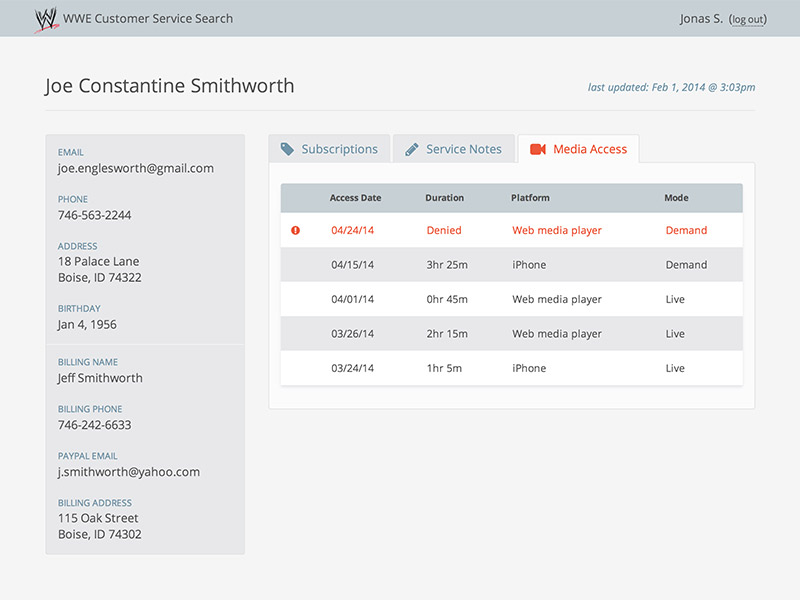 WWE Customer Service Search
Jonas S. (log out)
Joe Constantine Smithworth
last updated: Feb 1, 2014 @ 3:03pm
EMAIL
joe.englesworth@gmail.com
PHONE
746-563-2244
ADDRESS
18 Palace Lane
Boise, ID 74322
BIRTHDAY
Jan 4, 1956
BILLING NAME
Jeff Smithworth
BILLING PHONE
746-242-6633
PAYPAL EMAIL
j.smithworth@yahoo.com
BILLING ADDRESS
115 Oak Street
Boise, ID 74302
Subscriptions Service Notes Media Access
Access Date Duration Platform Mode
04/24/14 Denied Web media player Demand
04/15/14 3hr 25m iPhone Demand
04/01/14 0hr 45m Web media player Live
03/26/14 2hr 15m Web media player Live
03/24/14 1hr 5m iPhone Live